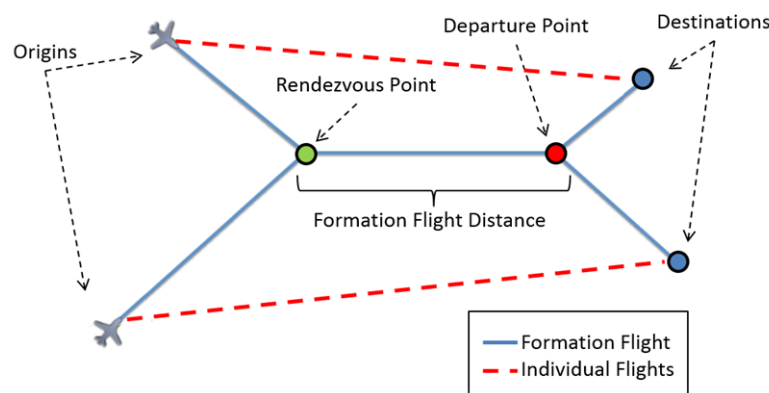 Departure Point
Destinations
Origins
Rendezvous Point
Formation Flight Distance
Formation Flight
Individual Flights